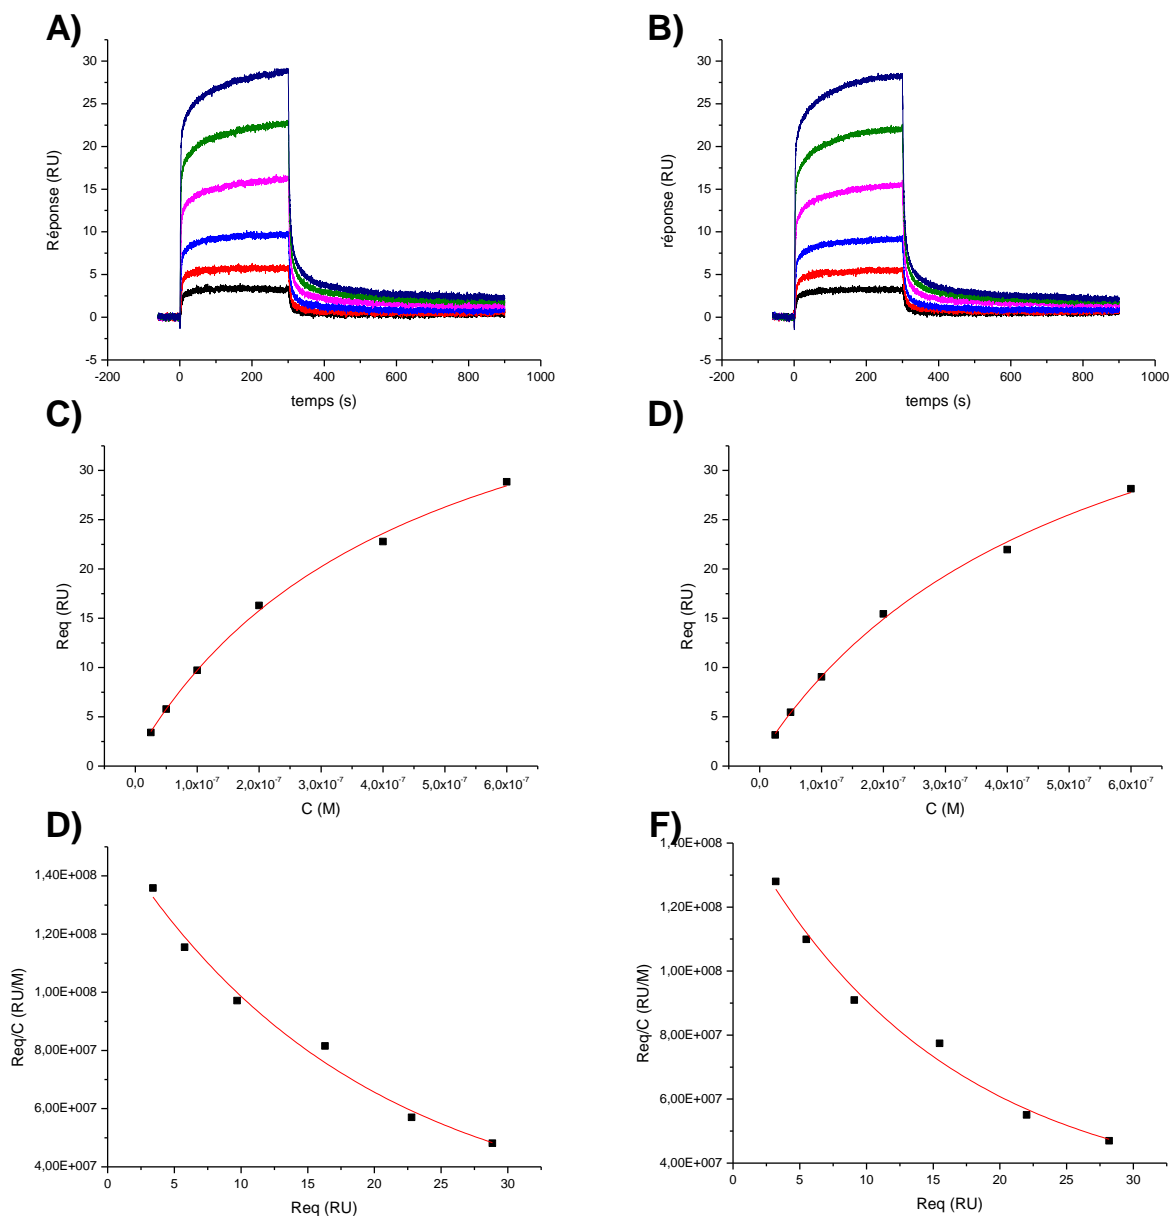 A)
30
25
20
15
10
5
0
-5
Réponse (RU)
-200
0
200
400
600
800
1000
temps (s)
B)
30
25
20
15
10
5
0
-5
réponse (RU)
-200
0
200
400
600
800
1000
temps (s)
C)
30
25
20
15
10
5
0
Req (RU)
0,0
1,0x10⁻⁷
2,0x10⁻⁷
3,0x10⁻⁷
4,0x10⁻⁷
5,0x10⁻⁷
6,0x10⁻⁷
C (M)
D)
30
25
20
15
10
5
0
Req (RU)
0,0
1,0x10⁻⁷
2,0x10⁻⁷
3,0x10⁻⁷
4,0x10⁻⁷
5,0x10⁻⁷
6,0x10⁻⁷
C (M)
D)
1,40E+008
1,20E+008
1,00E+008
8,00E+007
6,00E+007
4,00E+007
Req/C (RU/M)
0
5
10
15
20
25
30
Req (RU)
F)
1,40E+008
1,20E+008
1,00E+008
8,00E+007
6,00E+007
4,00E+007
Req/C (RU/M)
0
5
10
15
20
25
30
Req (RU)